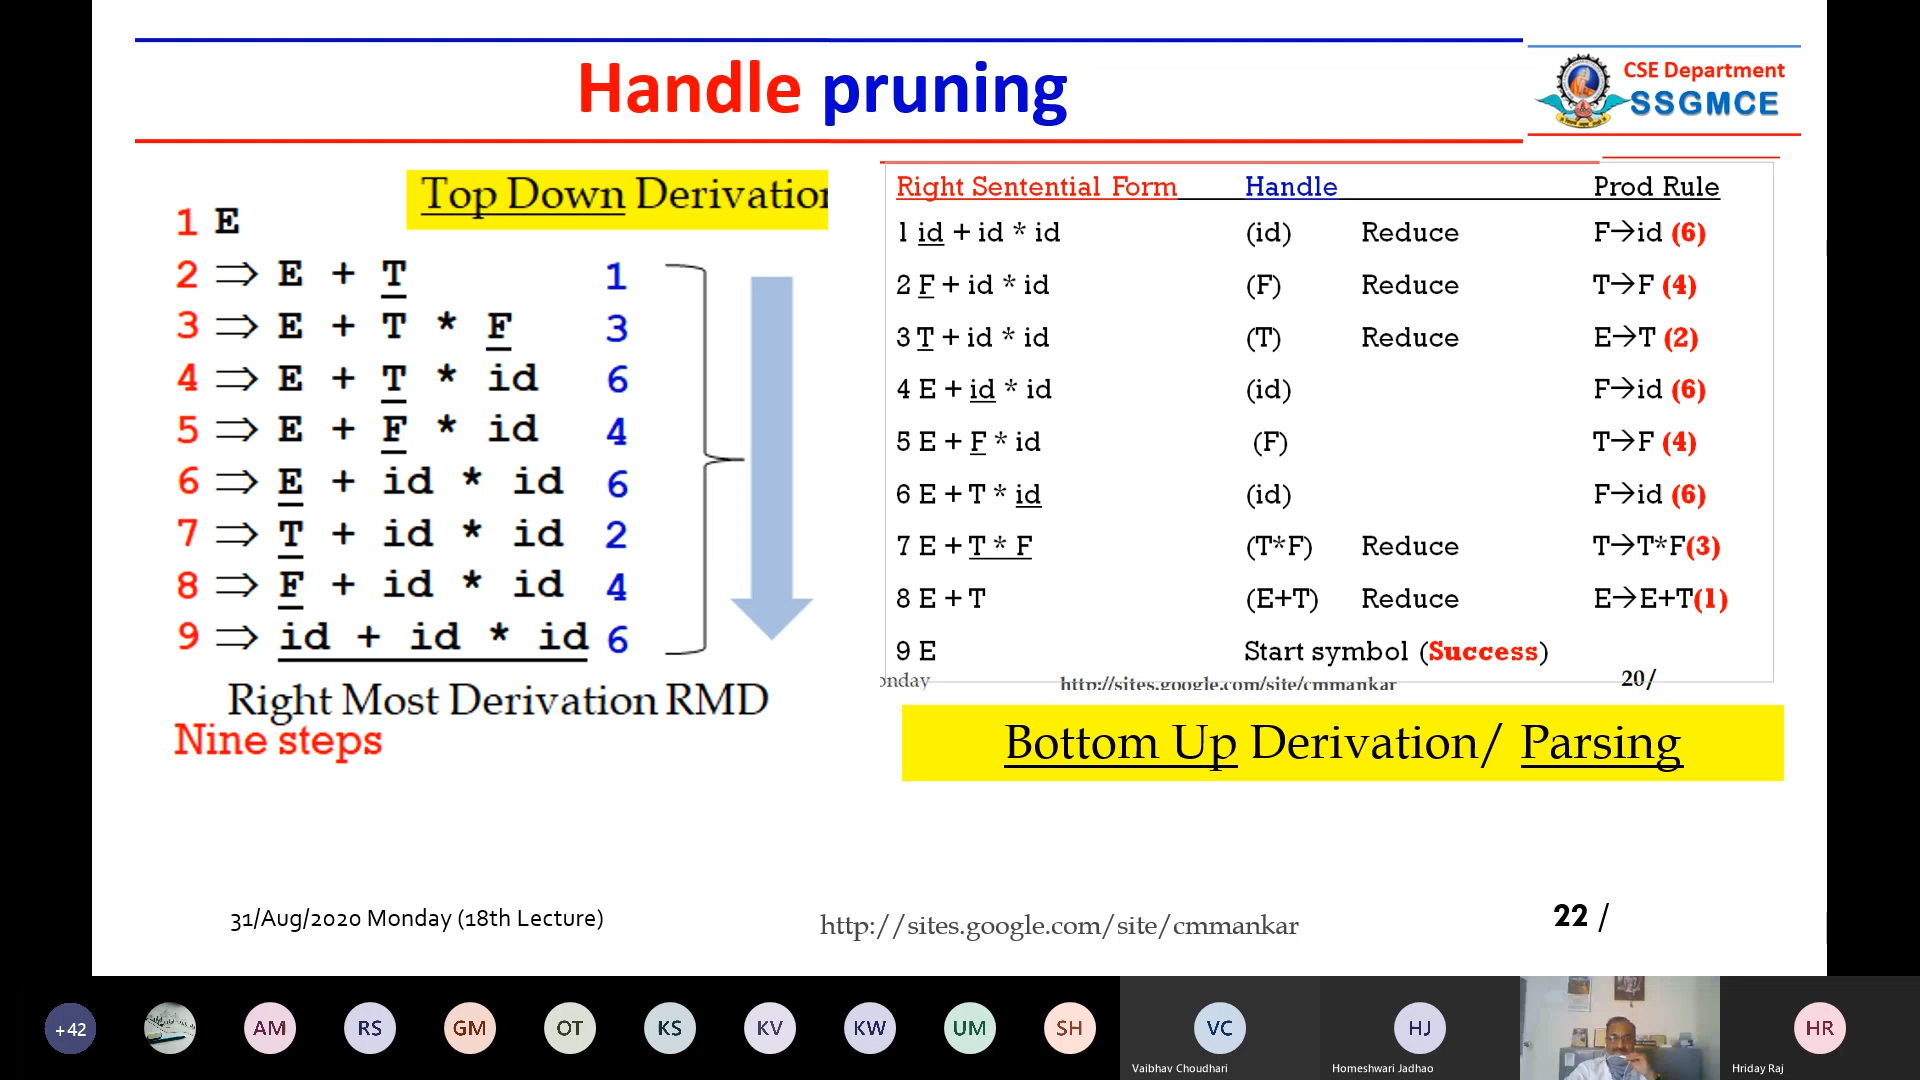 Handle pruning
CSE Department
SSGMCE
Top Down Derivation
1 E
2 ⇒ E + T 1
3 ⇒ E + T * F 3
4 ⇒ E + T * id 6
5 ⇒ E + F * id 4
6 ⇒ E + id * id 6
7 ⇒ T + id * id 2
8 ⇒ F + id * id 4
9 ⇒ id + id * id 6
Right Most Derivation RMD
Nine steps
Right Sentential Form Handle Prod Rule
1 id + id * id (id) Reduce F→id (6)
2 F + id * id (F) Reduce T→F (4)
3 T + id * id (T) Reduce E→T (2)
4 E + id * id (id) F→id (6)
5 E + F * id (F) T→F (4)
6 E + T * id (id) F→id (6)
7 E + T * F (T*F) Reduce T→T*F(3)
8 E + T (E+T) Reduce E→E+T(1)
9 E Start symbol (Success)
onday http://sites.google.com/site/cmmankar 20/
Bottom Up Derivation/ Parsing
31/Aug/2020 Monday (18th Lecture) http://sites.google.com/site/cmmankar 22 /
+42 AM RS GM OT KS KV KW UM SH VC HJ HR
Vaibhav Choudhari Homeshwari Jadhao Hriday Raj